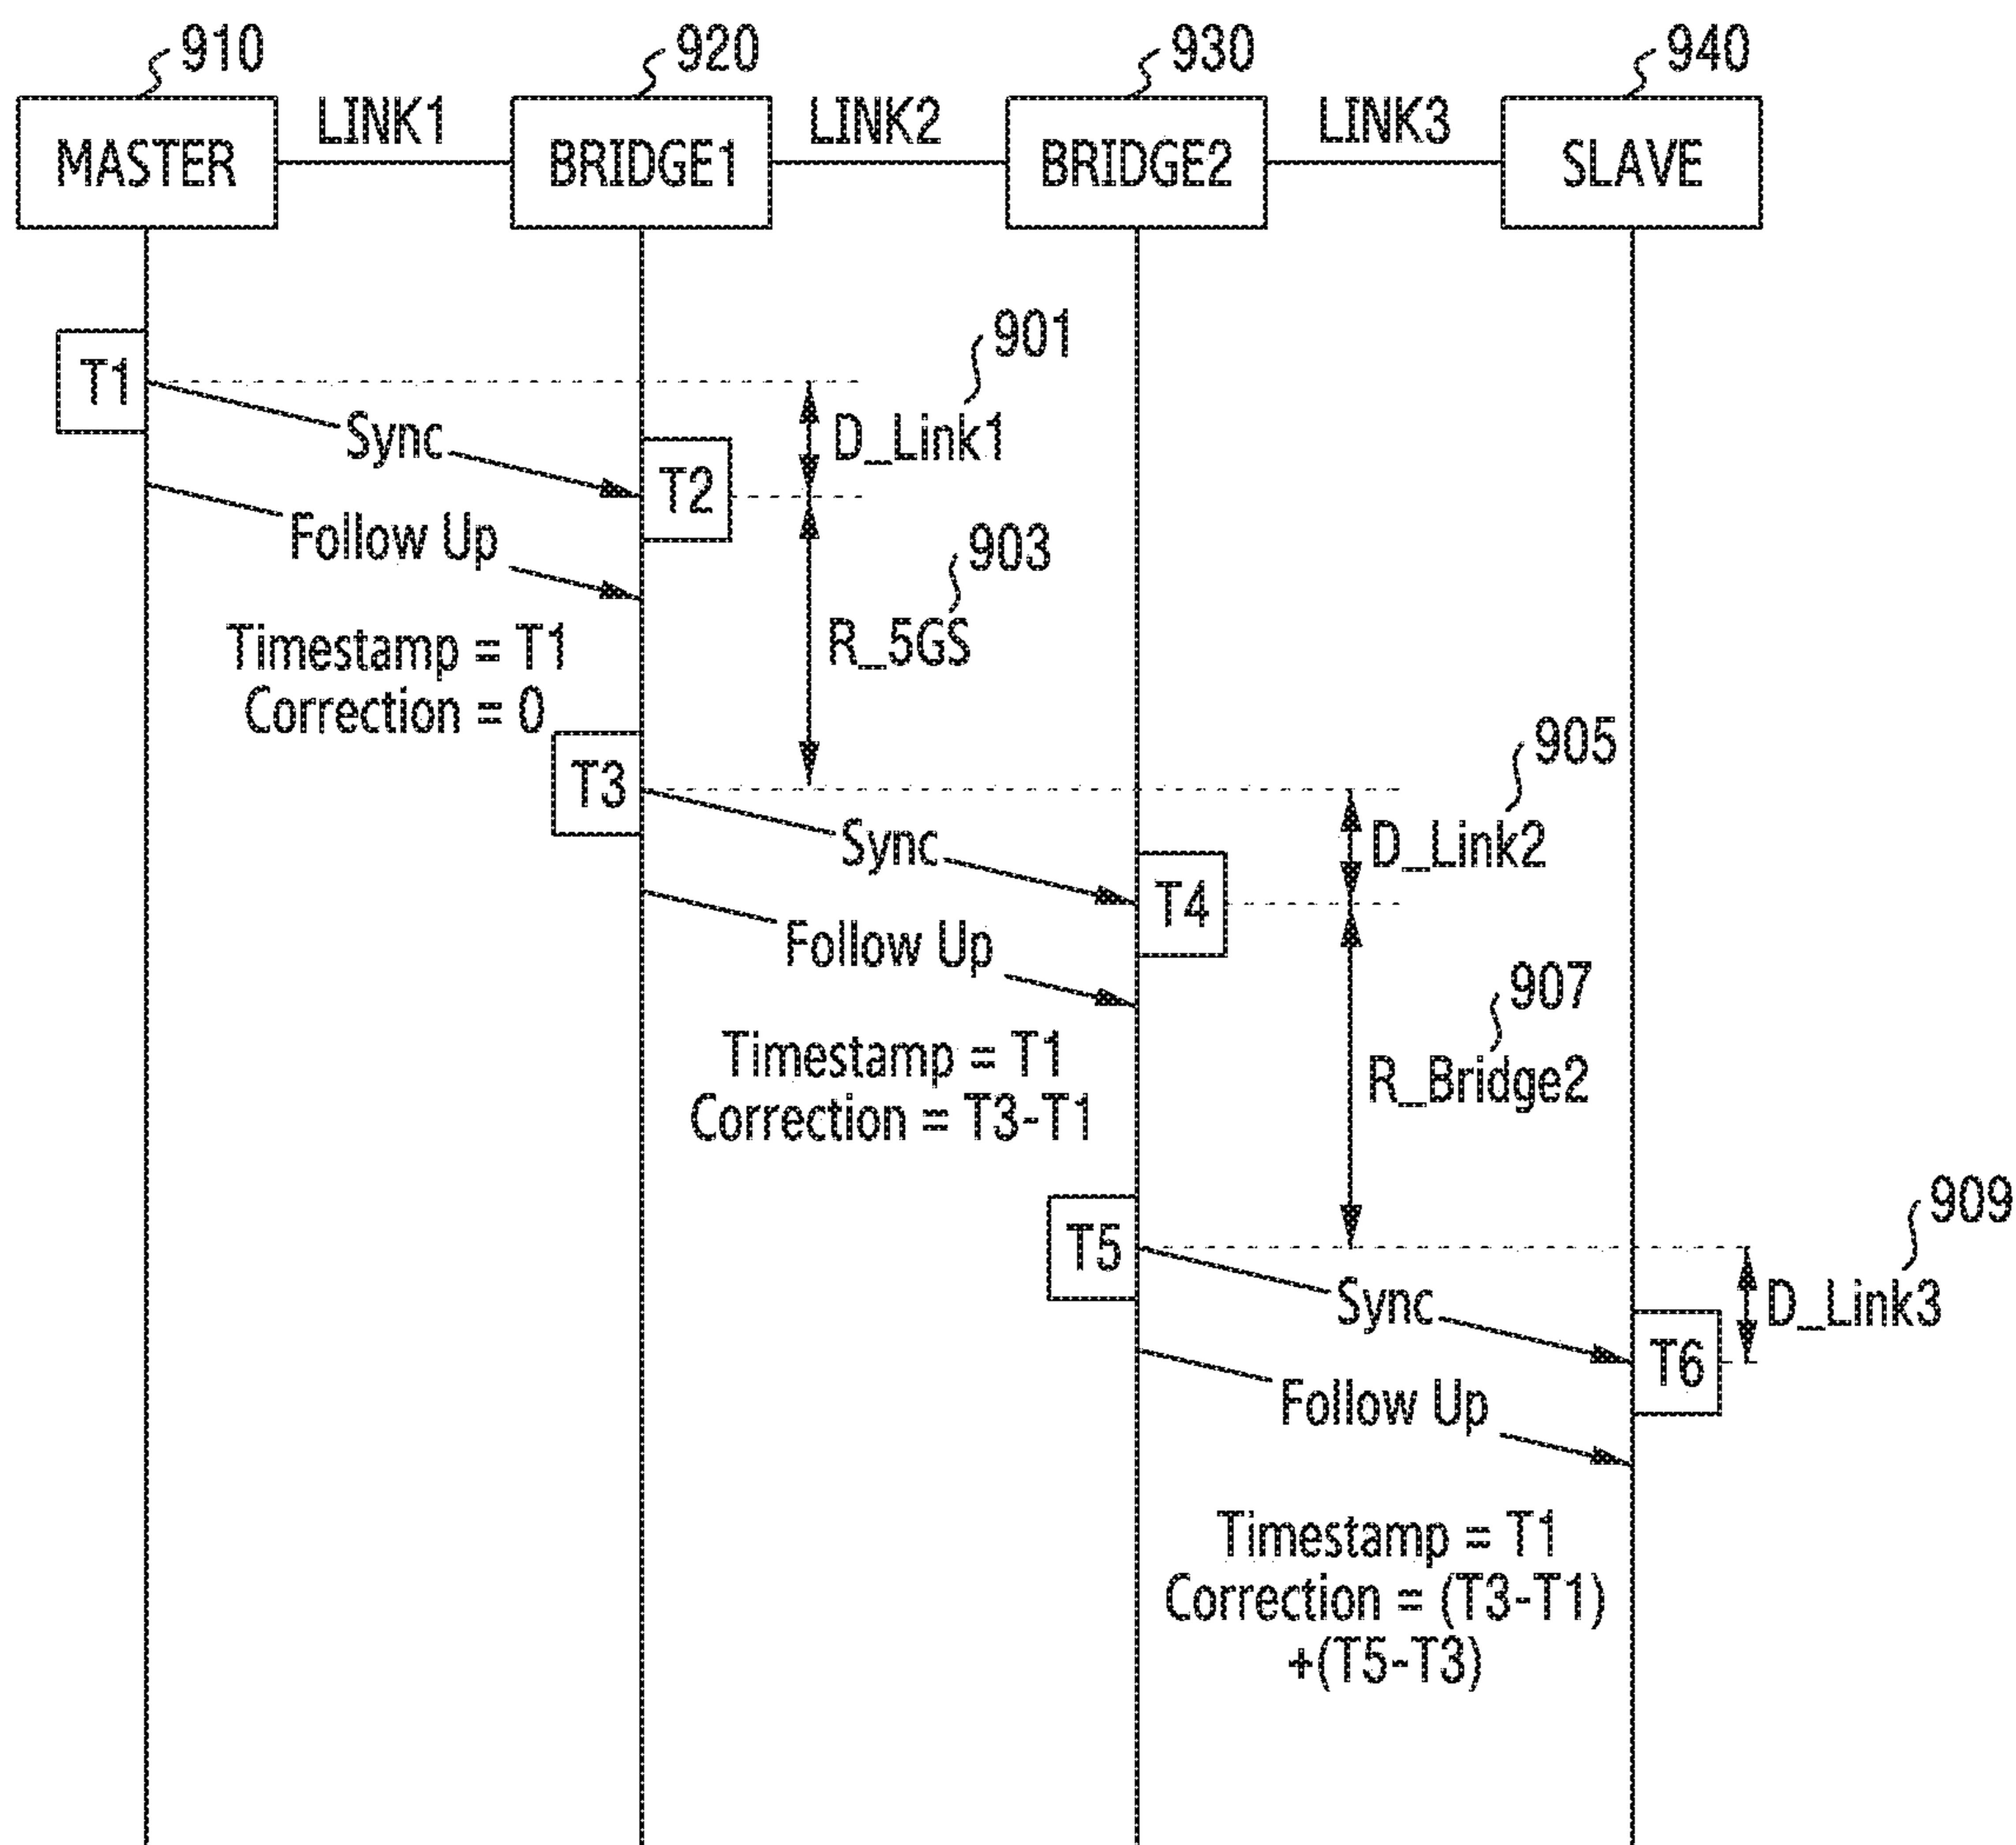 910
920
930
940
MASTER
LINK1
BRIDGE1
LINK2
BRIDGE2
LINK3
SLAVE
901
T1
D_Link1
Sync
T2
Follow Up
903
R_5GS
Timestamp = T1
Correction = 0
905
T3
D_Link2
Sync
T4
Follow Up
907
Timestamp = T1
R_Bridge2
Correction = T3-T1
909
T5
Sync
D_Link3
T6
Follow Up
Timestamp = T1
Correction = (T3-T1)
+(T5-T3)